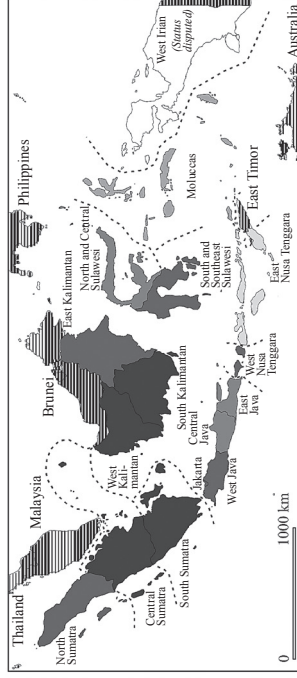 Thailand
Malaysia
Brunei
Philippines
East Kalimantan
North and Central
Sulawesi
West Irian
(Status
disputed)
North
Sumatra
West
Kali-
mantan
Moluccas
Central
Sumatra
South Sumatra
South Kalimantan
South and
Southeast
Sulawesi
Jakarta
West Java
Central
Java
East
Java
West
Nusa
Tenggara
East
Nusa Tenggara
East Timor
Australia
0
1000 km